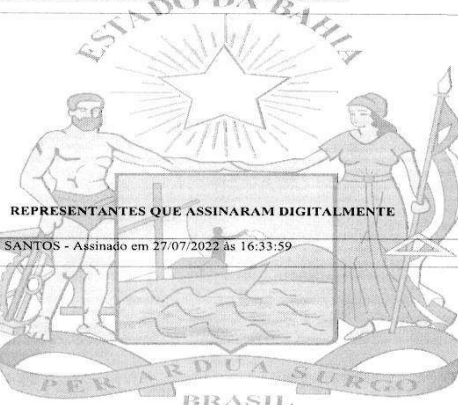 ESTADO DA BAHIA
REPRESENTANTES QUE ASSINARAM DIGITALMENTE
SANTOS - Assinado em 27/07/2022 às 16:33:59
PER ARDUA SURGO
BRASIL